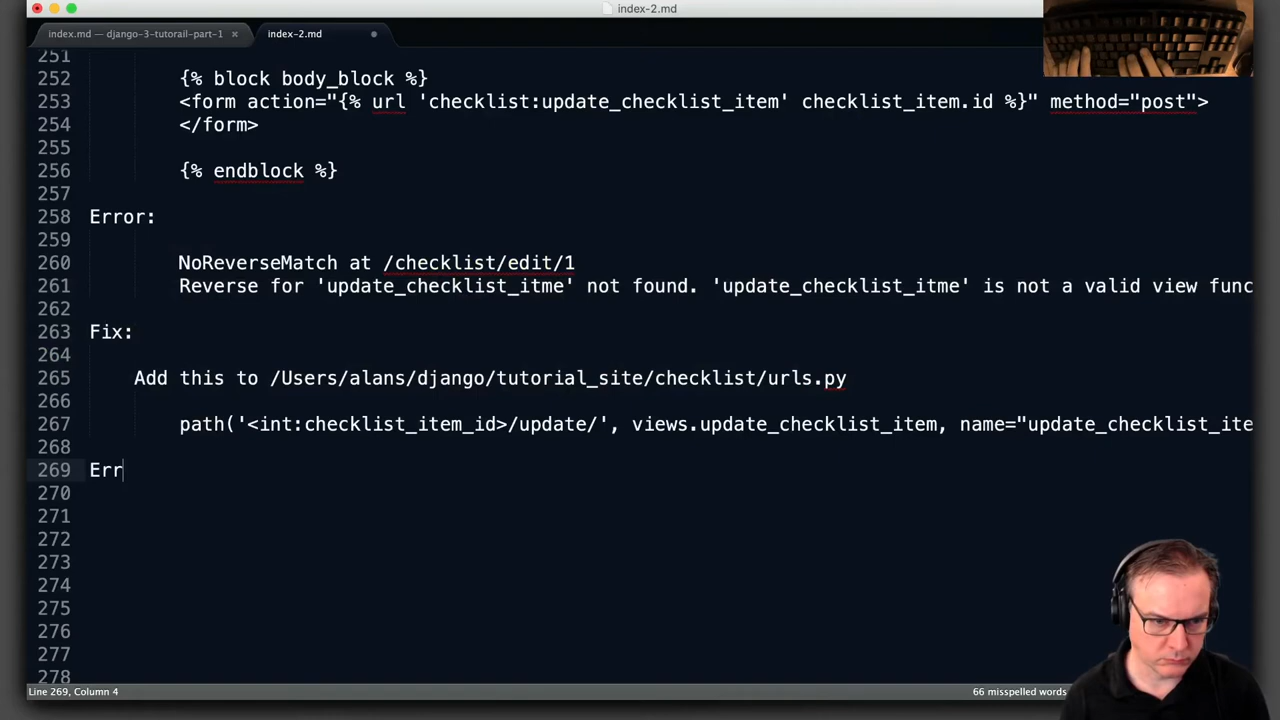 index-2.md
index.md — django-3-tutorail-part-1 ×
index-2.md
251
252 {% block body_block %}
253 <form action="{% url 'checklist:update_checklist_item' checklist_item.id %}" method="post">
254 </form>
255
256 {% endblock %}
257
258 Error:
259
260 NoReverseMatch at /checklist/edit/1
261 Reverse for 'update_checklist_itme' not found. 'update_checklist_itme' is not a valid view func
262
263 Fix:
264
265 Add this to /Users/alans/django/tutorial_site/checklist/urls.py
266
267 path('<int:checklist_item_id>/update/', views.update_checklist_item, name="update_checklist_ite
268
269 Err
270
271
272
273
274
275
276
277
278
Line 269, Column 4
66 misspelled words